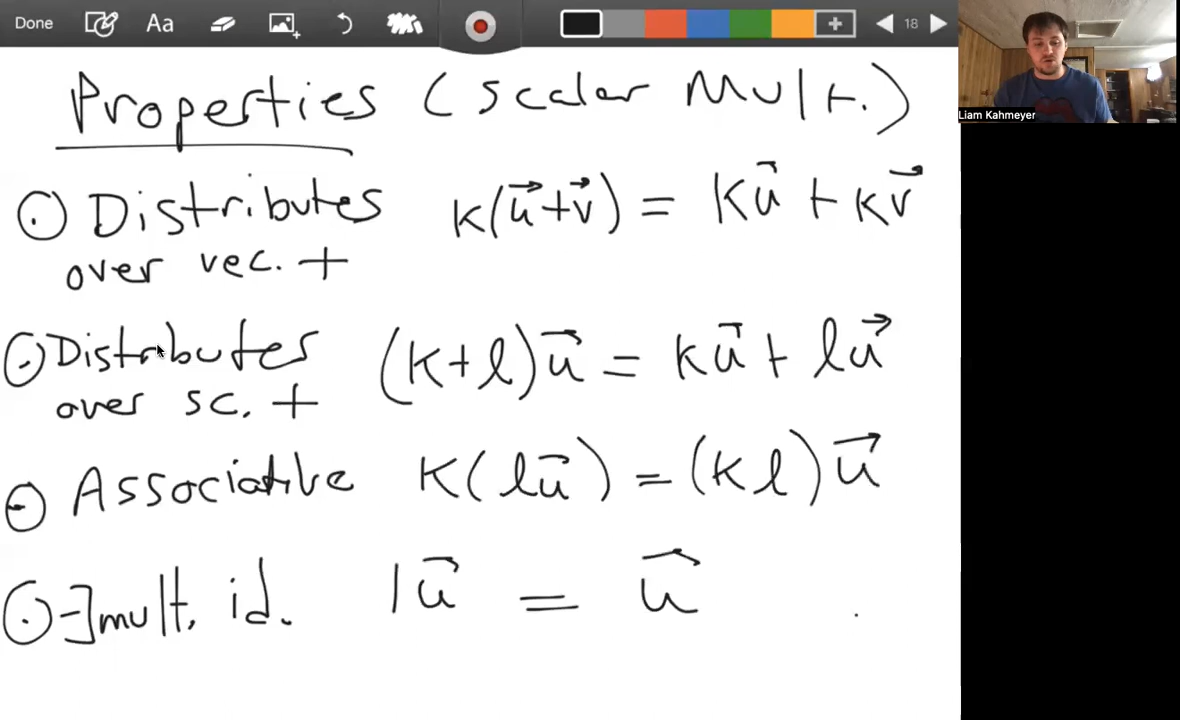 Done Aa 18
Liam Kahmeyer
Properties (Scalar Mult.)
⊙ Distributes k(u⃗+v⃗) = ku⃗ + kv⃗
over vec. +
⊙ Distributes (k+l)u⃗ = ku⃗ + lu⃗
over sc. +
⊙ Associative k(lu⃗) = (kl)u⃗
⊙ ∃ mult. id. 1u⃗ = u⃗